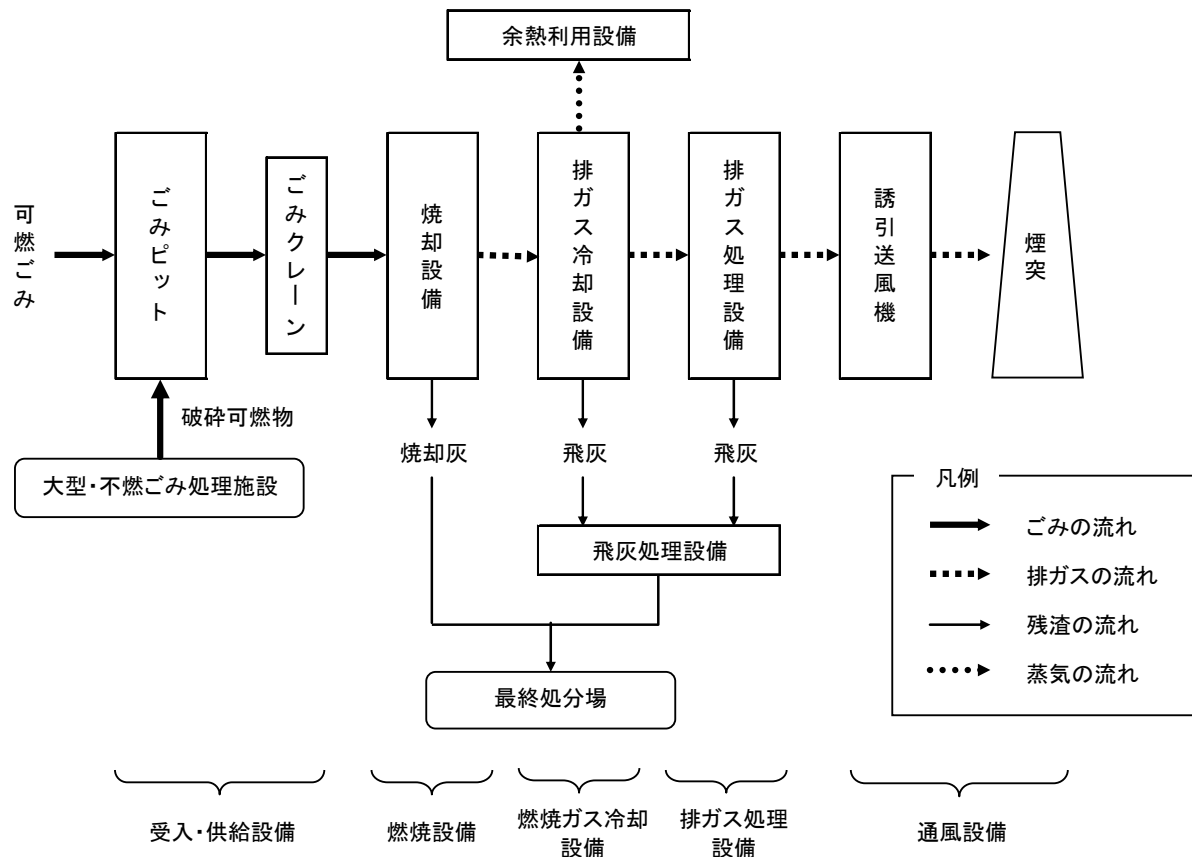 余熱利用設備
可燃ごみ
ごみピット
ごみクレーン
焼却設備
排ガス冷却設備
排ガス処理設備
誘引送風機
煙突
破砕可燃物
大型・不燃ごみ処理施設
焼却灰
飛灰
飛灰
飛灰処理設備
最終処分場
凡例
ごみの流れ
排ガスの流れ
残渣の流れ
蒸気の流れ
受入・供給設備
燃焼設備
燃焼ガス冷却
設備
排ガス処理
設備
通風設備